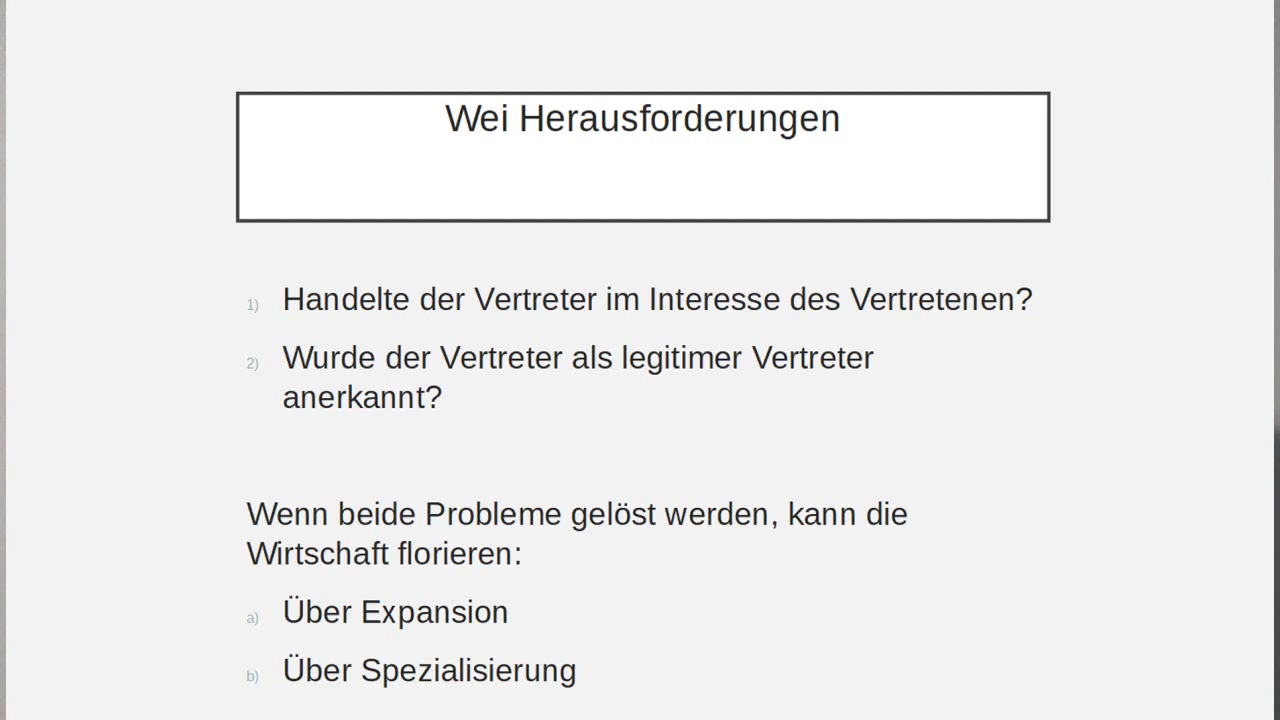 Wei Herausforderungen
1) Handelte der Vertreter im Interesse des Vertretenen?
2) Wurde der Vertreter als legitimer Vertreter
anerkannt?
Wenn beide Probleme gelöst werden, kann die
Wirtschaft florieren:
a) Über Expansion
b) Über Spezialisierung